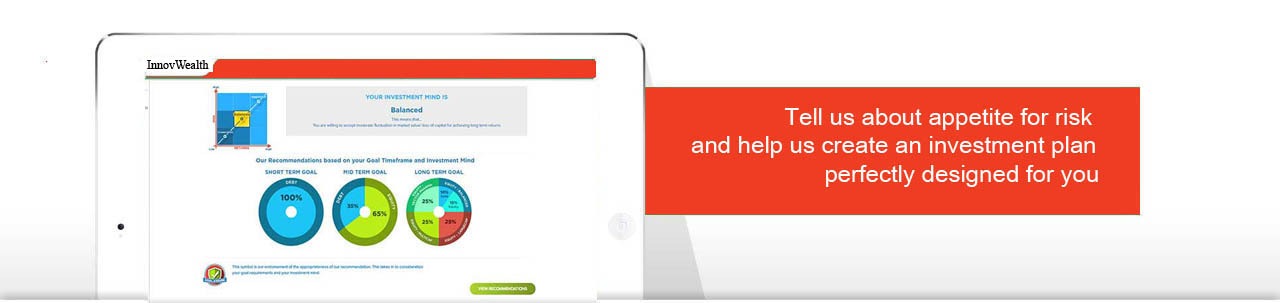 InnovWealth
YOUR INVESTMENT MIND IS
Balanced
This means that...
You are willing to accept moderate fluctuation in market value/ loss of capital for achieving long term returns
High
Low
RETURNS
High
Our Recommendations based on your Goal Timeframe and Investment Mind
SHORT TERM GOAL
MID TERM GOAL
LONG TERM GOAL
DEBT
100%
DEBT
35%
EQUITY
65%
25%
25%
25%
This symbol is our endorsement of the appropriateness of our recommendation. This takes in to consideration
your goal requirements and your investment mind.
VIEW RECOMMENDATIONS
Tell us about appetite for risk
and help us create an investment plan
perfectly designed for you